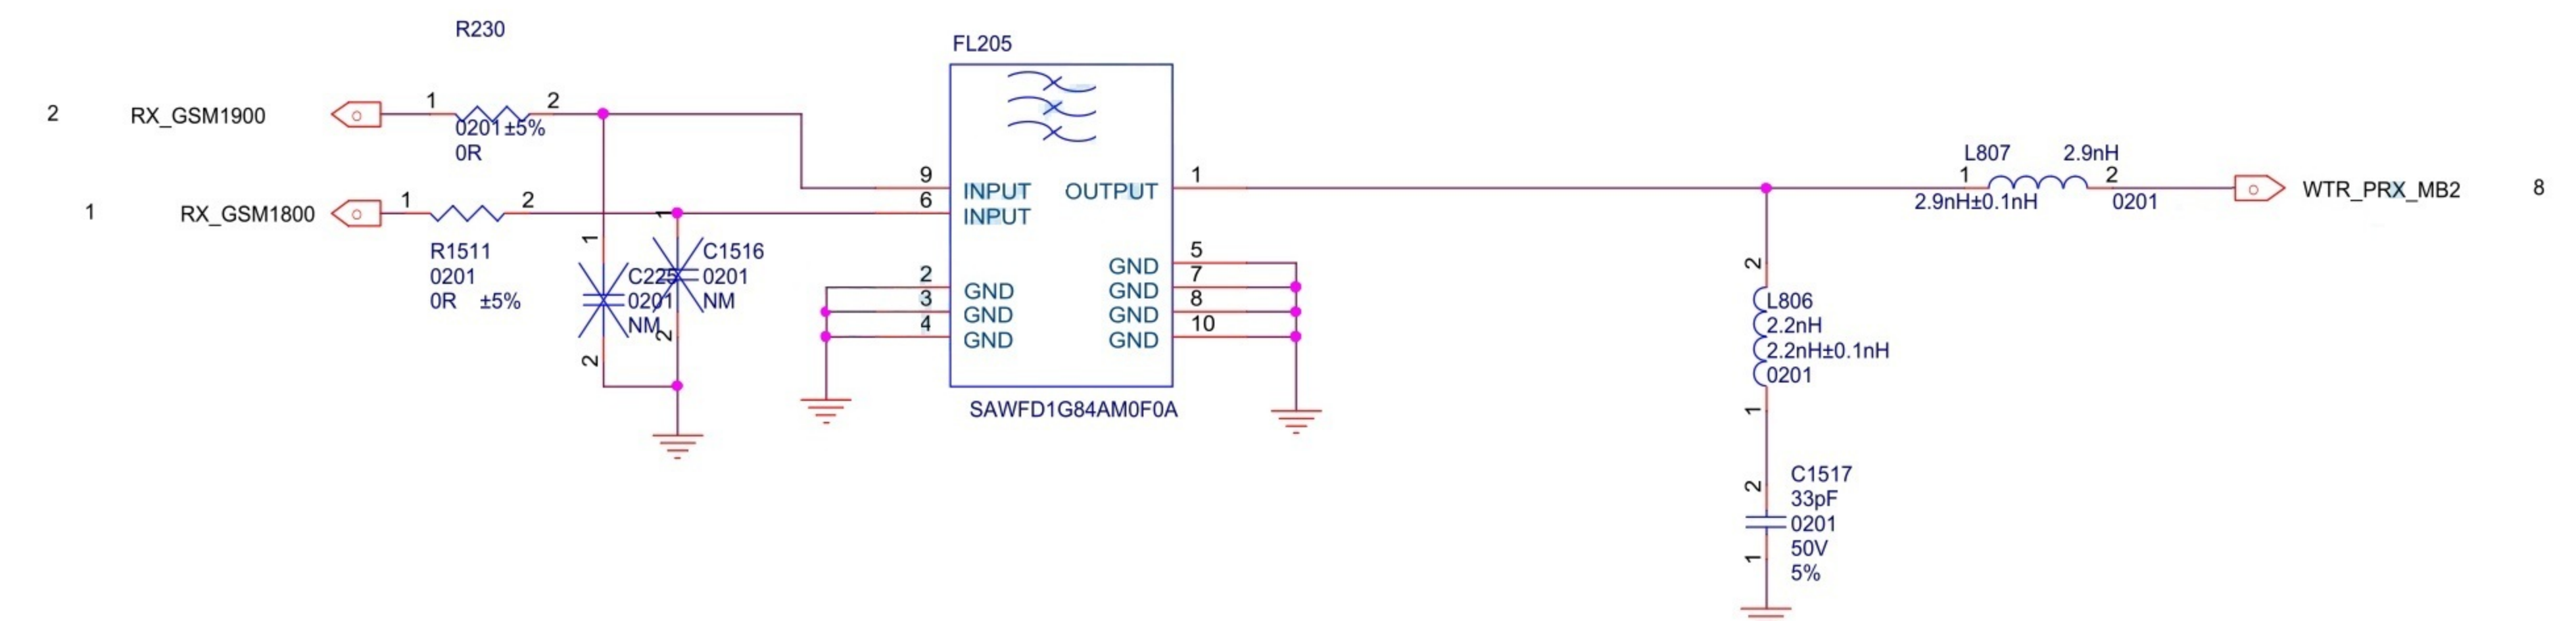 R230
FL205
2
RX_GSM1900
1
2
0201±5%
0R
1
RX_GSM1800
1
2
R1511
0201
0R ±5%
1
C225
0201
NM
2
1
C1516
0201
NM
2
9
INPUT
6
INPUT
2
GND
3
GND
4
GND
OUTPUT
1
5
GND
7
GND
8
GND
10
GND
SAWFD1G84AM0F0A
L807
2.9nH
1
2
2.9nH±0.1nH
0201
WTR_PRX_MB2
8
2
L806
2.2nH
2.2nH±0.1nH
0201
1
2
C1517
33pF
0201
50V
5%
1